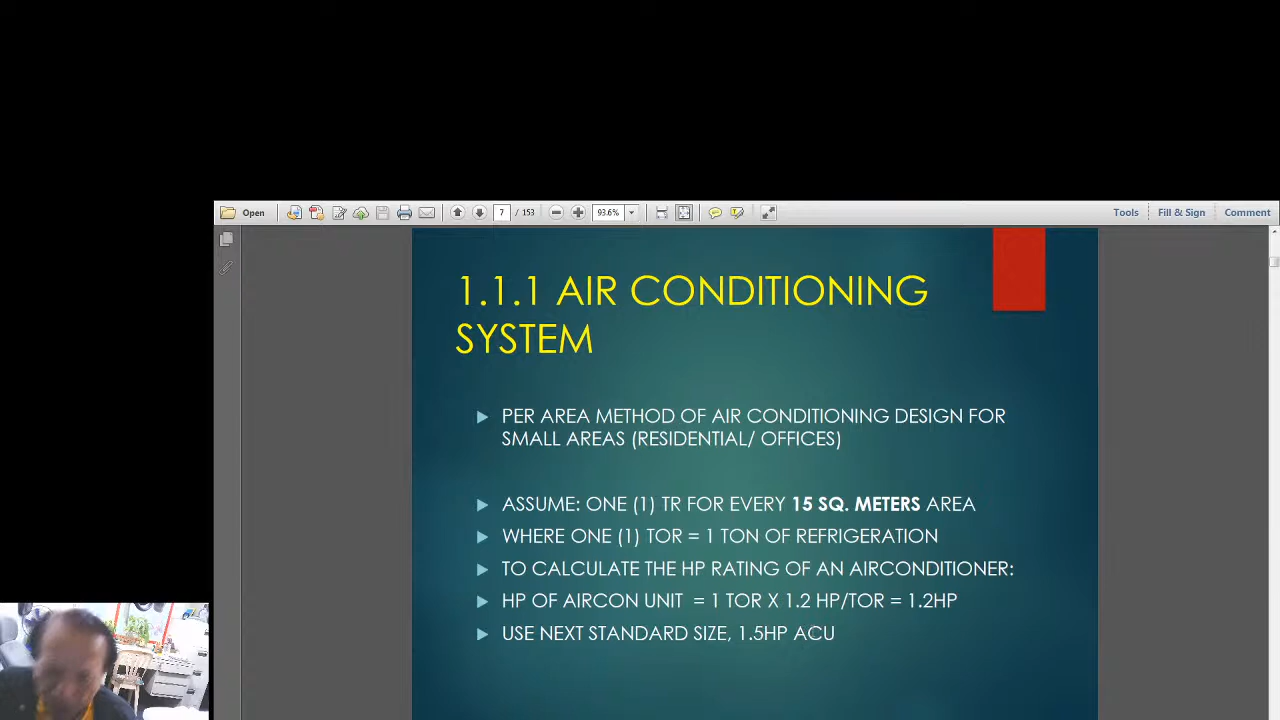 Open
7 / 153
93.6%
Tools
Fill & Sign
Comment
1.1.1 AIR CONDITIONING
SYSTEM
PER AREA METHOD OF AIR CONDITIONING DESIGN FOR
SMALL AREAS (RESIDENTIAL/ OFFICES)
ASSUME: ONE (1) TR FOR EVERY 15 SQ. METERS AREA
WHERE ONE (1) TOR = 1 TON OF REFRIGERATION
TO CALCULATE THE HP RATING OF AN AIRCONDITIONER:
HP OF AIRCON UNIT = 1 TOR X 1.2 HP/TOR = 1.2HP
USE NEXT STANDARD SIZE, 1.5HP ACU